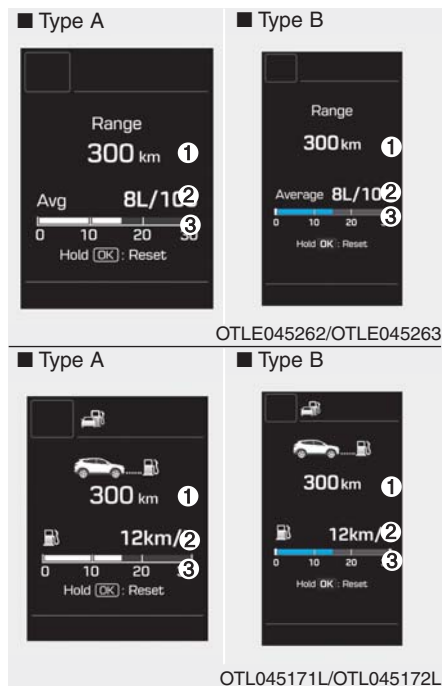 ■ Type A
■ Type B
Range
300 km ①
Avg 8L/10 ②
③
0 10 20 30
Hold OK : Reset
Range
300 km ①
Average 8L/10 ②
③
0 10 20
Hold OK : Reset
OTLE045262/OTLE045263
■ Type A
■ Type B
300 km ①
12km/ ②
③
0 10 20
Hold OK : Reset
300 km ①
12km/ ②
③
0 10 20
Hold OK : Reset
OTL045171L/OTL045172L